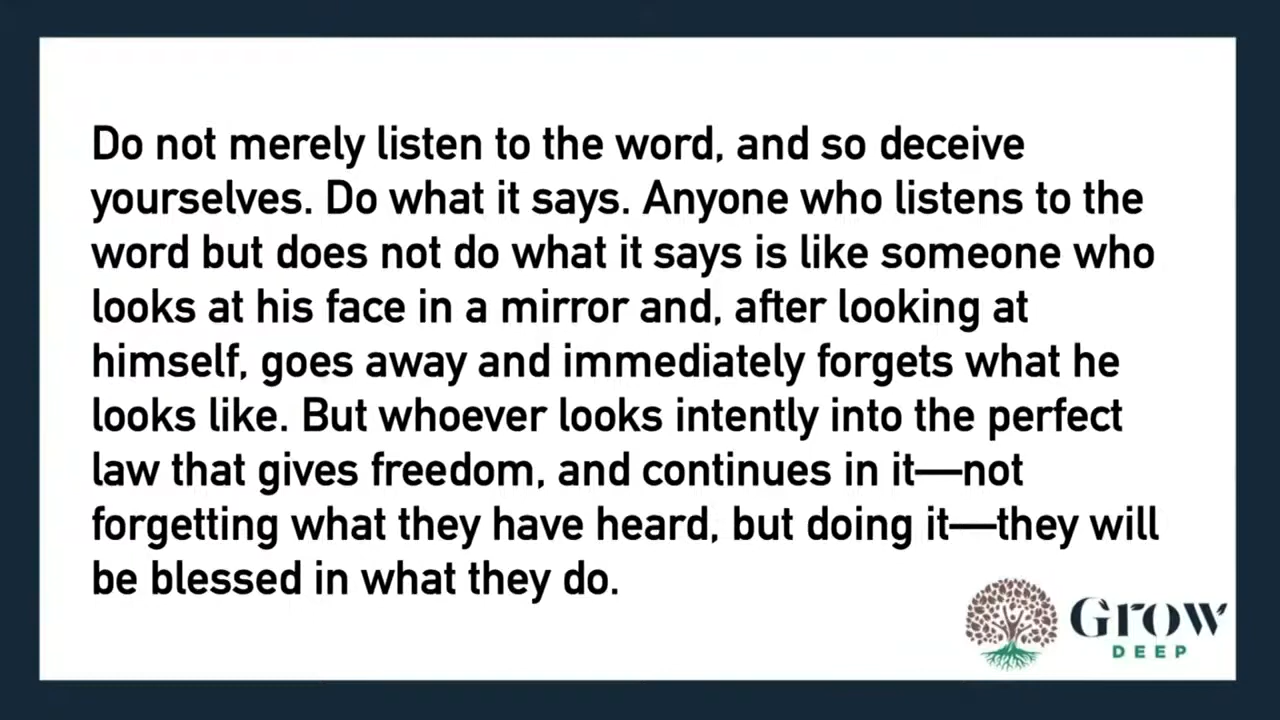 Do not merely listen to the word, and so deceive
yourselves. Do what it says. Anyone who listens to the
word but does not do what it says is like someone who
looks at his face in a mirror and, after looking at
himself, goes away and immediately forgets what he
looks like. But whoever looks intently into the perfect
law that gives freedom, and continues in it—not
forgetting what they have heard, but doing it—they will
be blessed in what they do.
Grow
DEEP